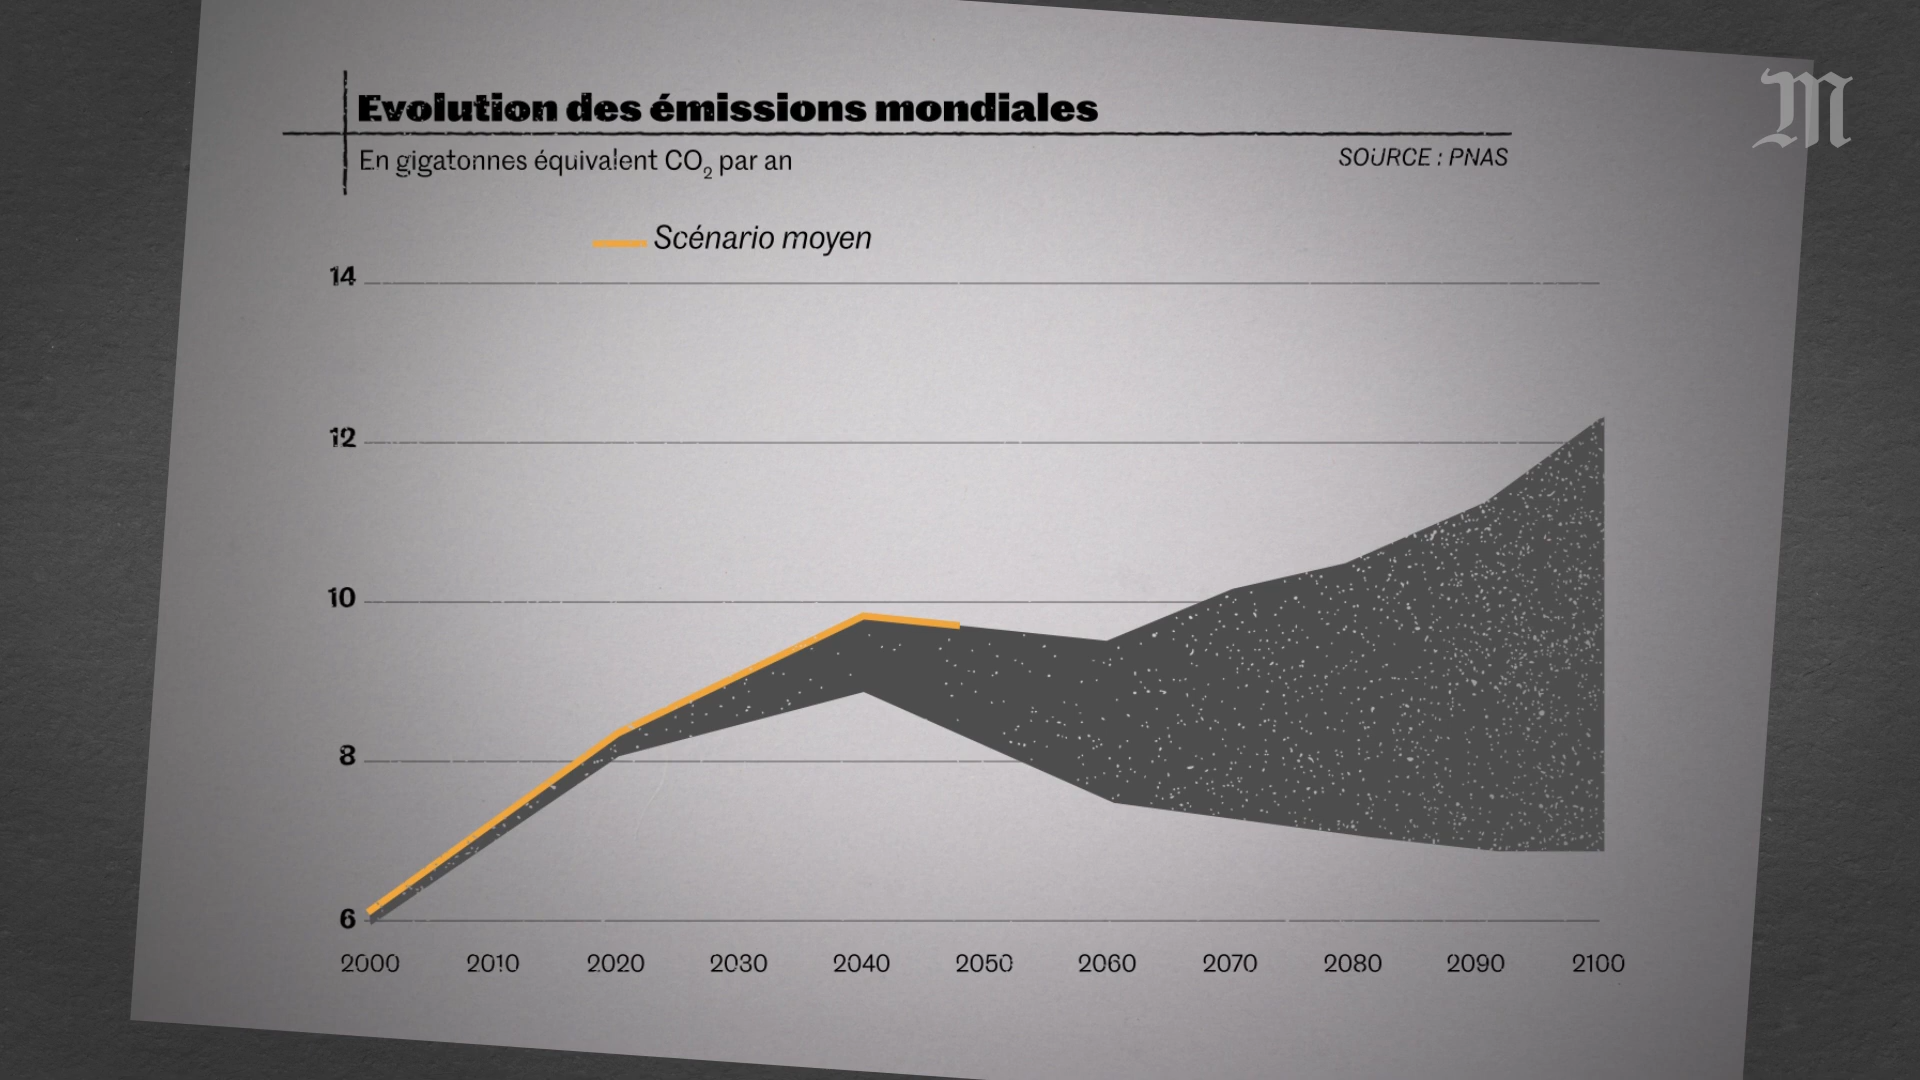 Evolution des émissions mondiales
En gigatonnes équivalent CO₂ par an
SOURCE : PNAS
Scénario moyen
14
12
10
8
6
2000 2010 2020 2030 2040 2050 2060 2070 2080 2090 2100
M